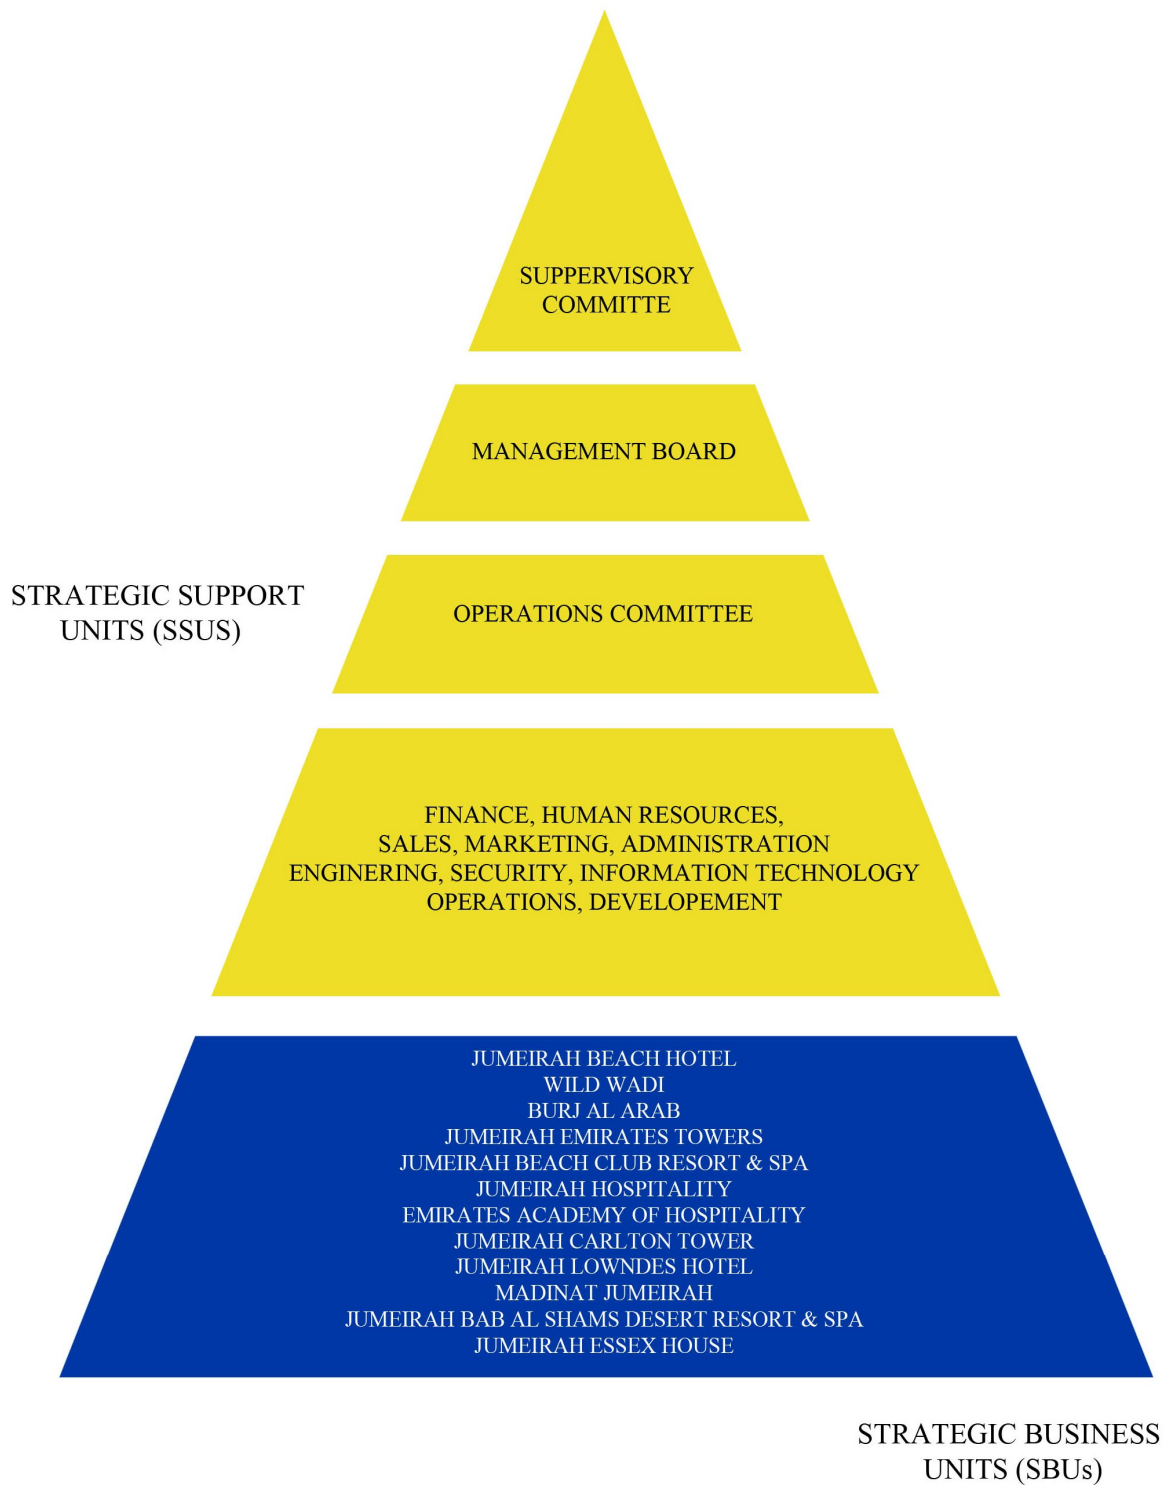 SUPPERVISORY
COMMITTE
MANAGEMENT BOARD
STRATEGIC SUPPORT
UNITS (SSUS)
OPERATIONS COMMITTEE
FINANCE, HUMAN RESOURCES,
SALES, MARKETING, ADMINISTRATION
ENGINERING, SECURITY, INFORMATION TECHNOLOGY
OPERATIONS, DEVELOPEMENT
JUMEIRAH BEACH HOTEL
WILD WADI
BURJ AL ARAB
JUMEIRAH EMIRATES TOWERS
JUMEIRAH BEACH CLUB RESORT & SPA
JUMEIRAH HOSPITALITY
EMIRATES ACADEMY OF HOSPITALITY
JUMEIRAH CARLTON TOWER
JUMEIRAH LOWNDES HOTEL
MADINAT JUMEIRAH
JUMEIRAH BAB AL SHAMS DESERT RESORT & SPA
JUMEIRAH ESSEX HOUSE
STRATEGIC BUSINESS
UNITS (SBUs)